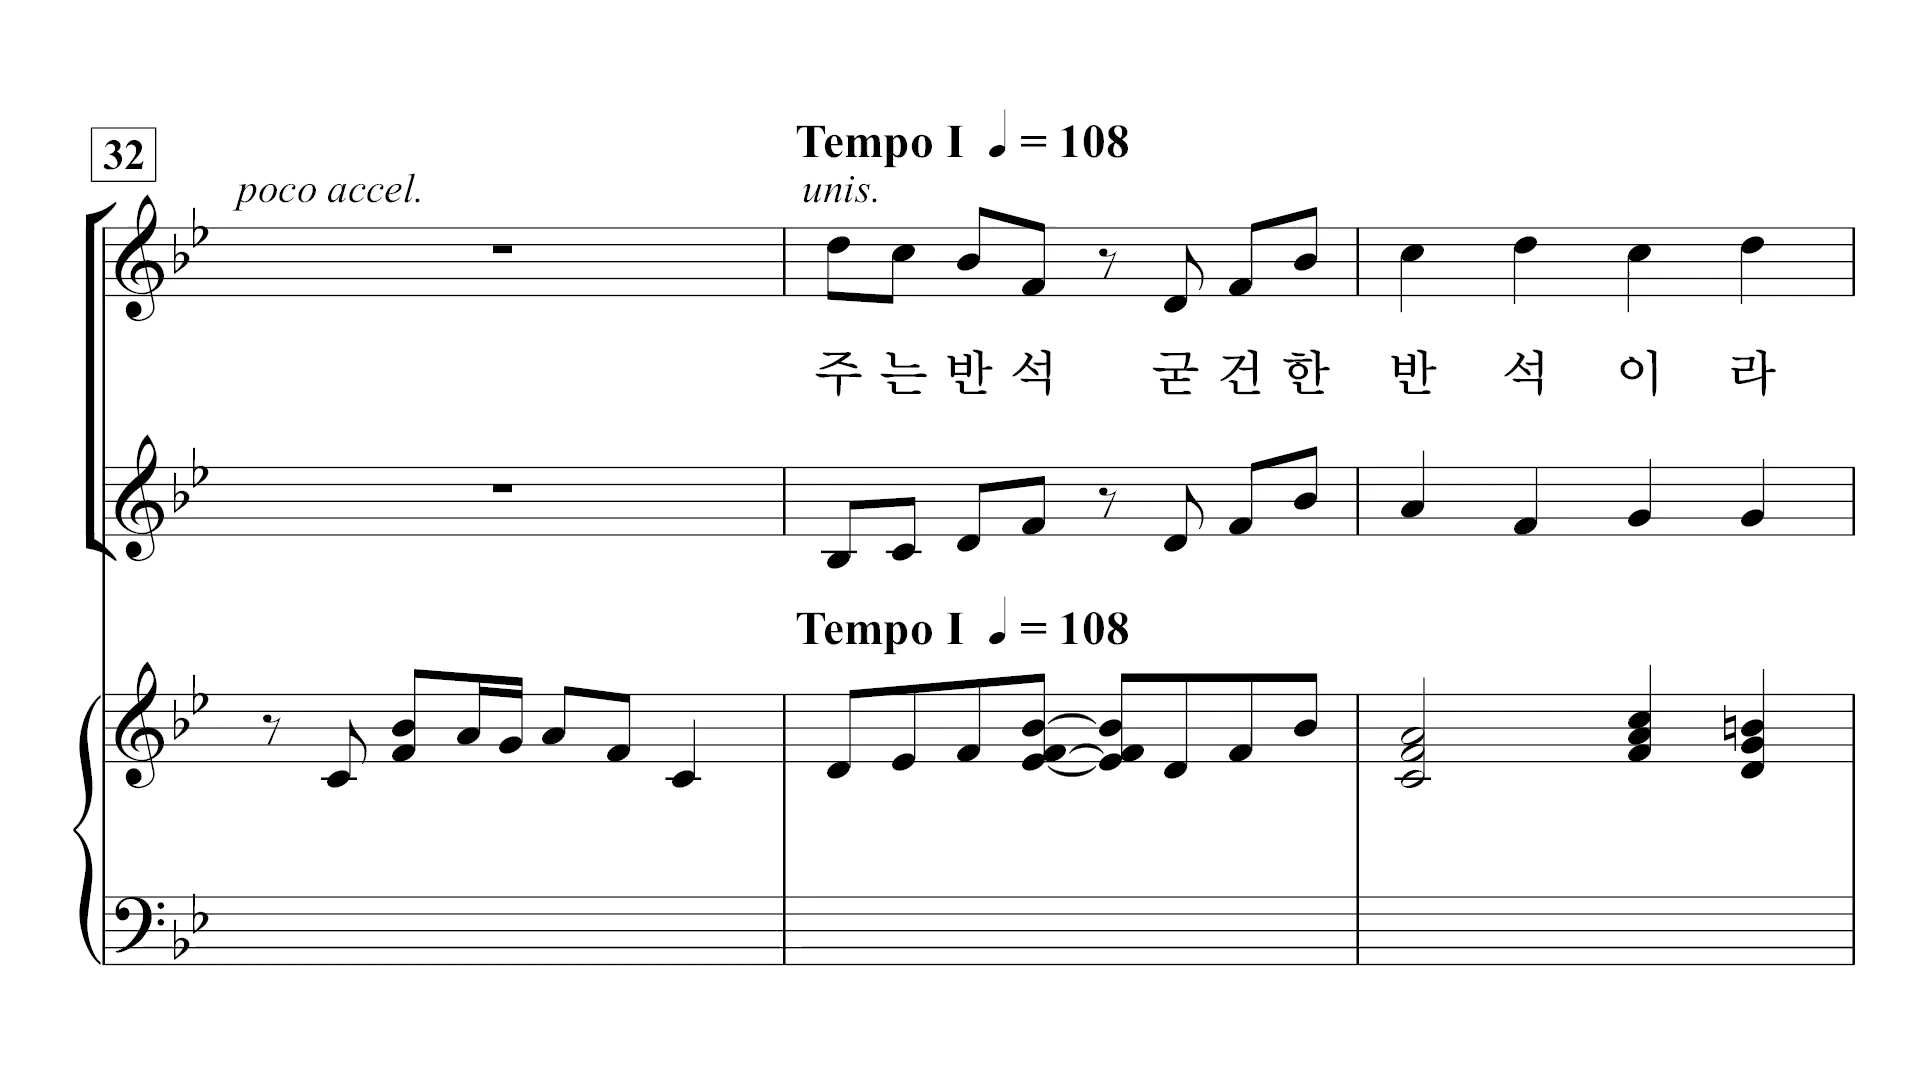 Tempo I ♩ = 108
32
poco accel. unis.
주 는 반 석 굳 건 한 반 석 이 라
Tempo I ♩ = 108